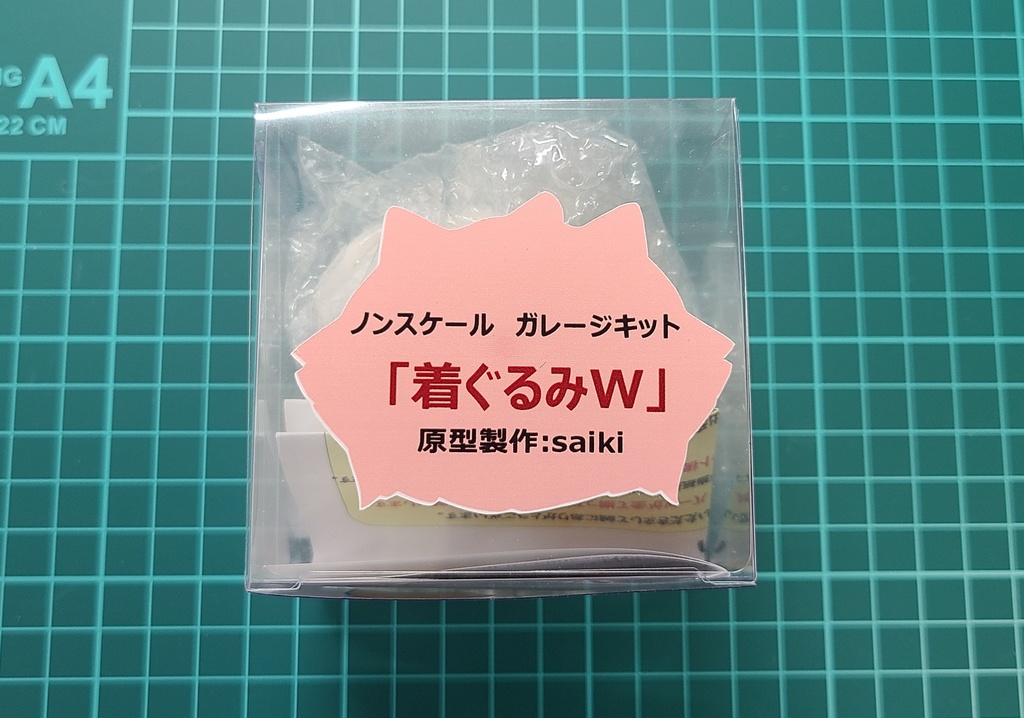 A4
22 CM
ノンスケール ガレージキット
「着ぐるみW」
原型製作:saiki